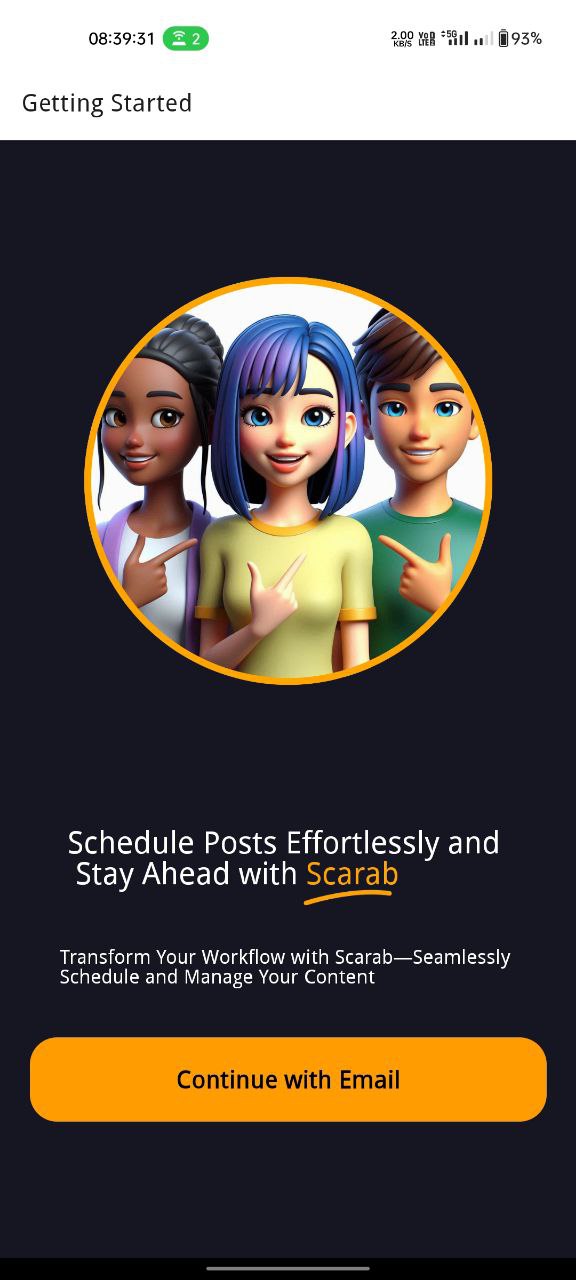 08:39:31 2 2.00 KB/S VoD LTE 5G 93%
Getting Started
Schedule Posts Effortlessly and
Stay Ahead with Scarab
Transform Your Workflow with Scarab—Seamlessly
Schedule and Manage Your Content
Continue with Email